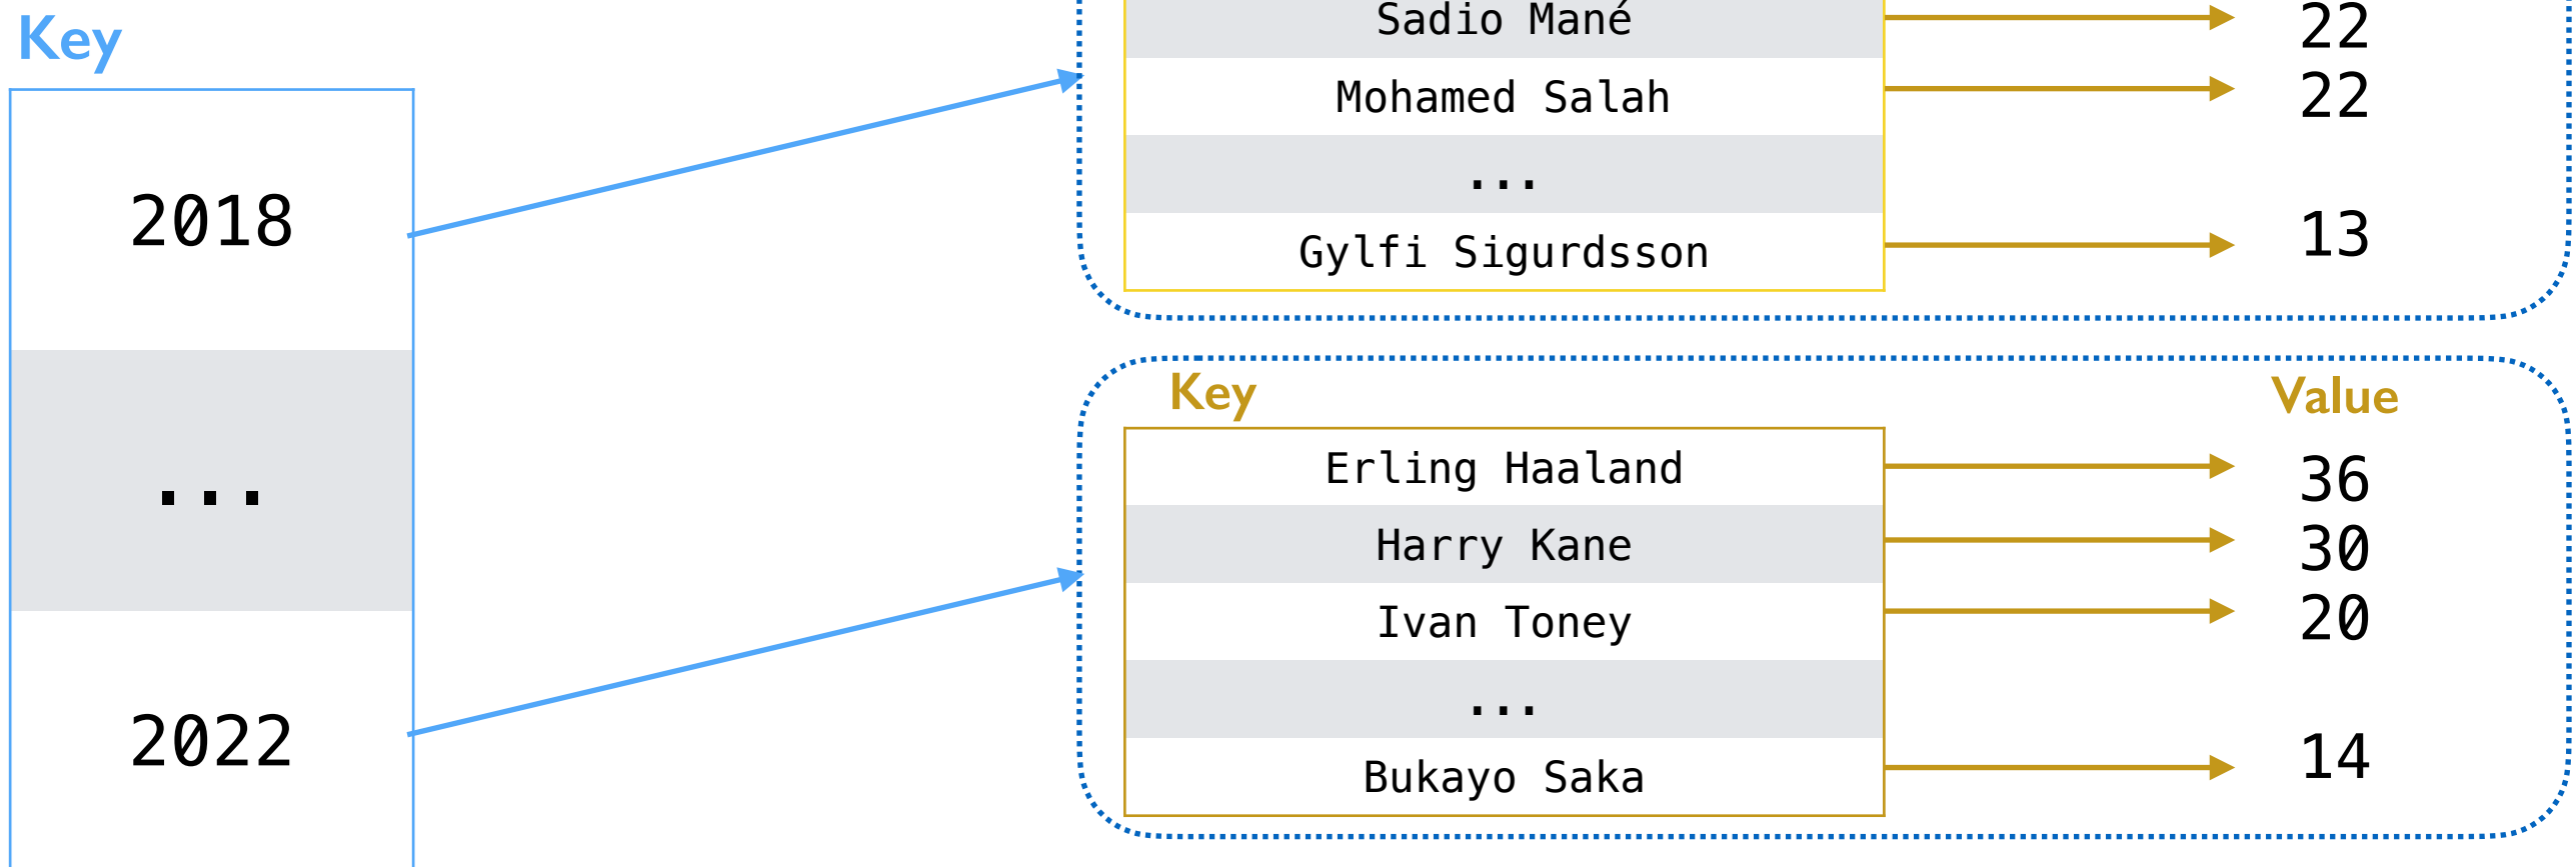 Key
2018
...
2022
Sadio Mané 22
Mohamed Salah 22
...
Gylfi Sigurdsson 13
Key Value
Erling Haaland 36
Harry Kane 30
Ivan Toney 20
...
Bukayo Saka 14